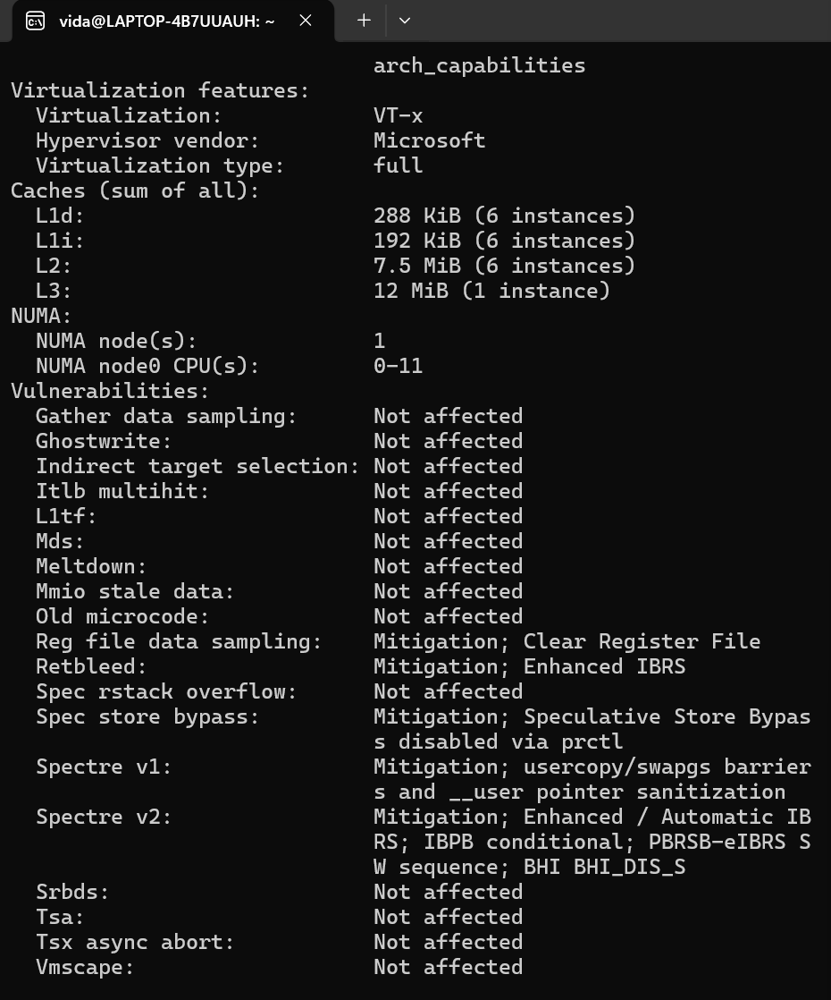 vida@LAPTOP-4B7UUAUH: ~
arch_capabilities
Virtualization features:
Virtualization: VT-x
Hypervisor vendor: Microsoft
Virtualization type: full
Caches (sum of all):
L1d: 288 KiB (6 instances)
L1i: 192 KiB (6 instances)
L2: 7.5 MiB (6 instances)
L3: 12 MiB (1 instance)
NUMA:
NUMA node(s): 1
NUMA node0 CPU(s): 0-11
Vulnerabilities:
Gather data sampling: Not affected
Ghostwrite: Not affected
Indirect target selection: Not affected
Itlb multihit: Not affected
L1tf: Not affected
Mds: Not affected
Meltdown: Not affected
Mmio stale data: Not affected
Old microcode: Not affected
Reg file data sampling: Mitigation; Clear Register File
Retbleed: Mitigation; Enhanced IBRS
Spec rstack overflow: Not affected
Spec store bypass: Mitigation; Speculative Store Bypas
s disabled via prctl
Spectre v1: Mitigation; usercopy/swapgs barrier
s and __user pointer sanitization
Spectre v2: Mitigation; Enhanced / Automatic IB
RS; IBPB conditional; PBRSB-eIBRS S
W sequence; BHI BHI_DIS_S
Srbds: Not affected
Tsa: Not affected
Tsx async abort: Not affected
Vmscape: Not affected